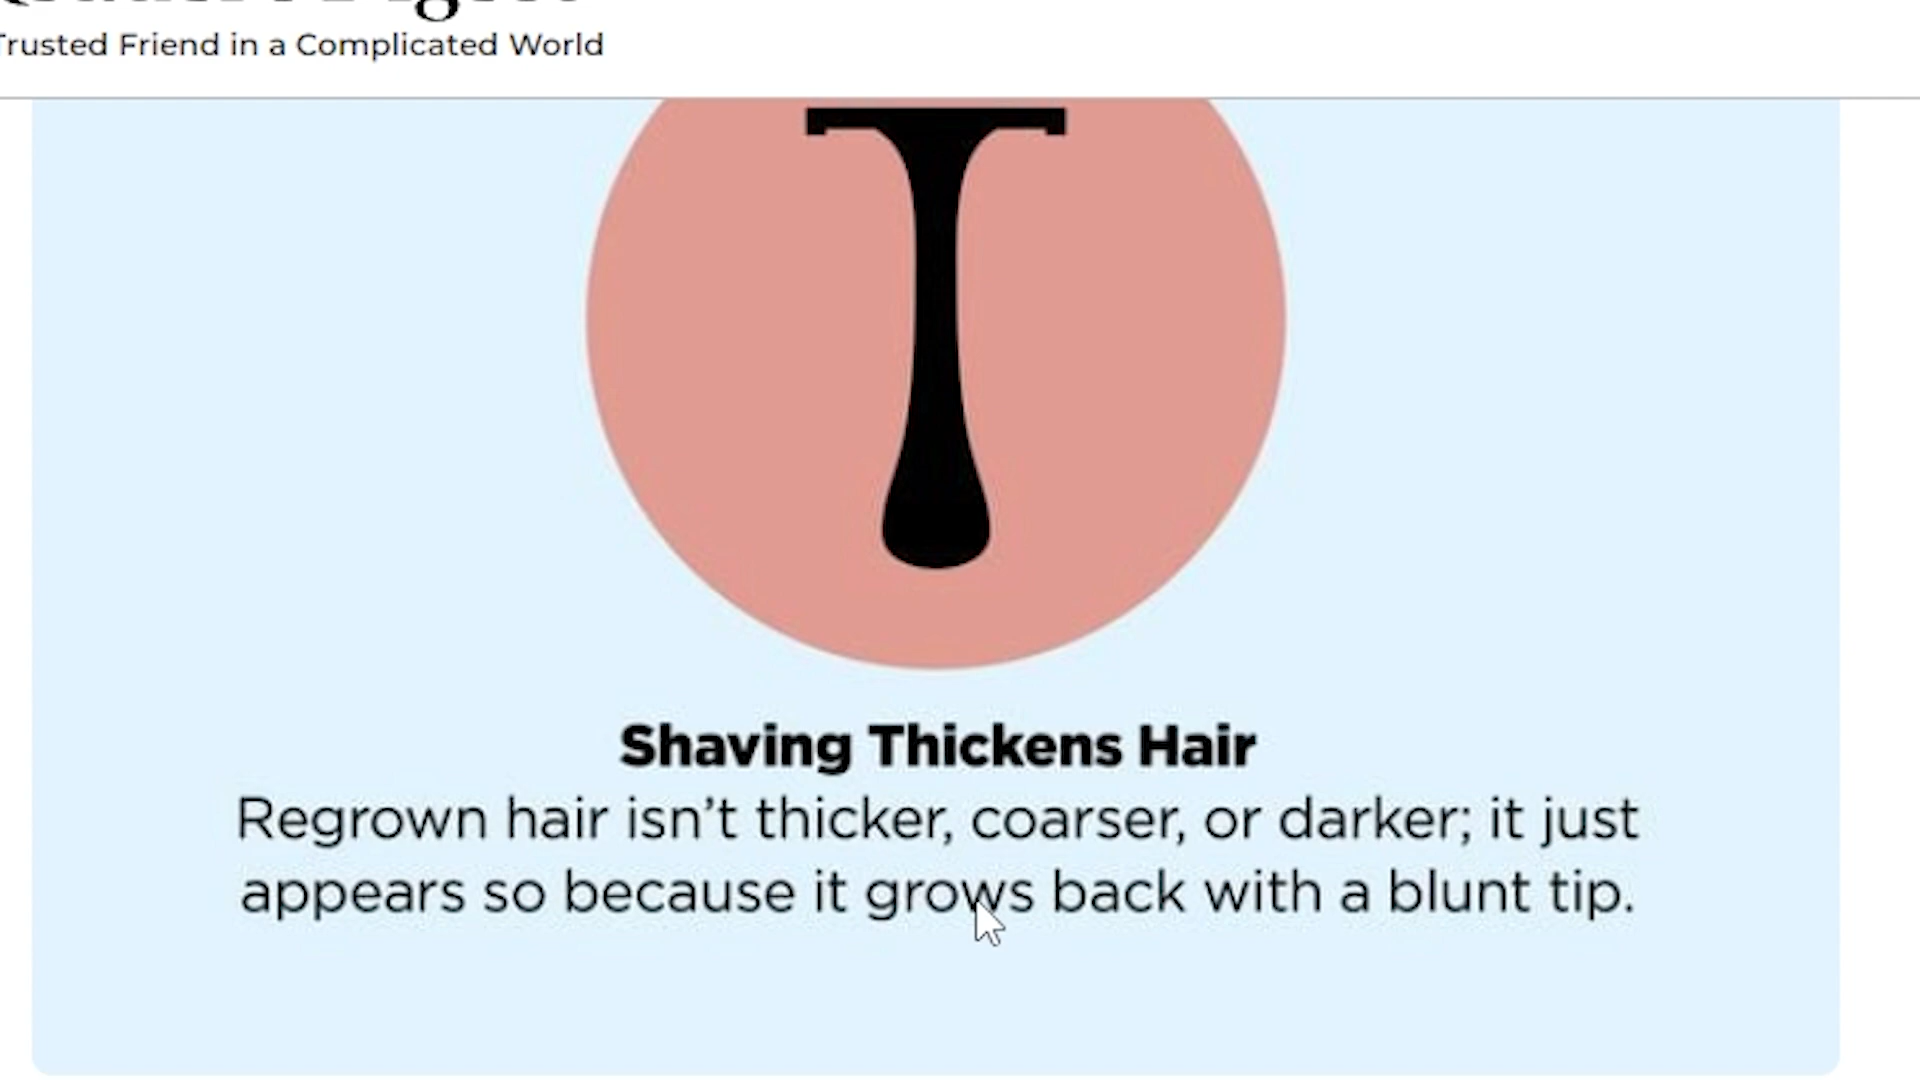 Trusted Friend in a Complicated World
Shaving Thickens Hair
Regrown hair isn’t thicker, coarser, or darker; it just
appears so because it grows back with a blunt tip.